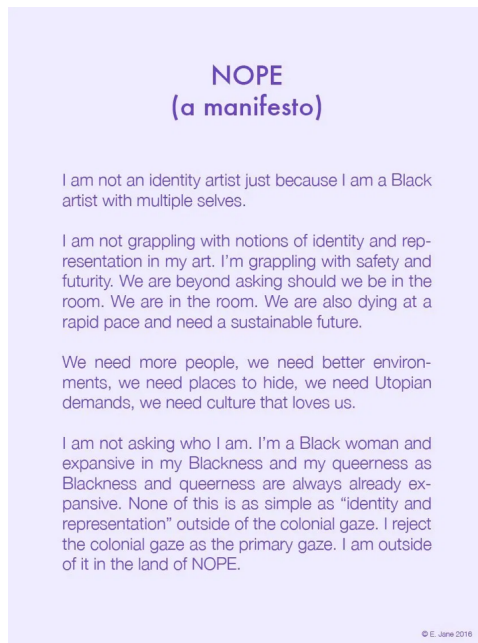 NOPE
(a manifesto)
I am not an identity artist just because I am a Black
artist with multiple selves.
I am not grappling with notions of identity and rep-
resentation in my art. I’m grappling with safety and
futurity. We are beyond asking should we be in the
room. We are in the room. We are also dying at a
rapid pace and need a sustainable future.
We need more people, we need better environ-
ments, we need places to hide, we need Utopian
demands, we need culture that loves us.
I am not asking who I am. I’m a Black woman and
expansive in my Blackness and my queerness as
Blackness and queerness are always already ex-
pansive. None of this is as simple as “identity and
representation” outside of the colonial gaze. I reject
the colonial gaze as the primary gaze. I am outside
of it in the land of NOPE.
© E. Jane 2016